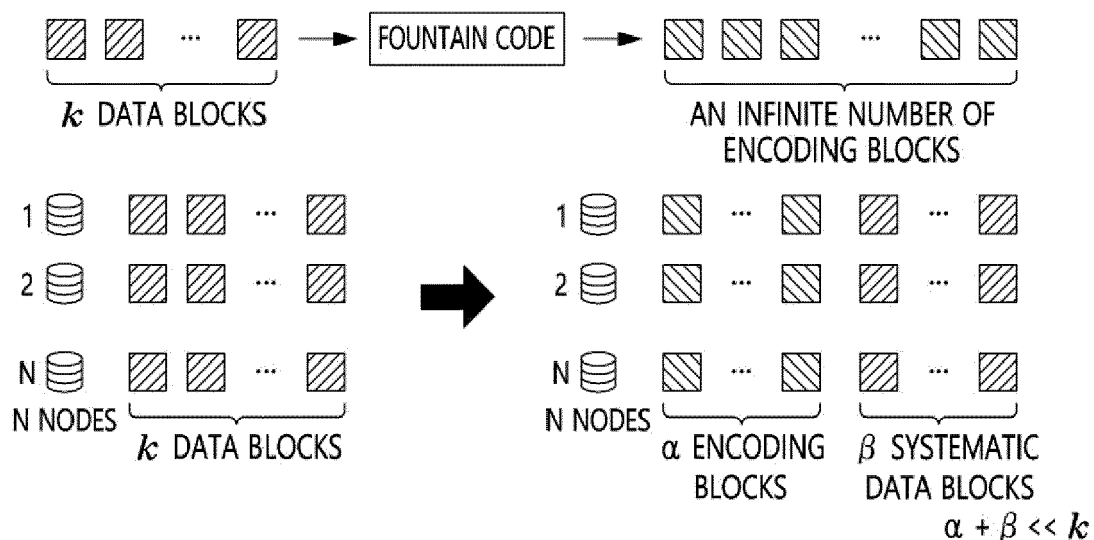 ... FOUNTAIN CODE ...
k DATA BLOCKS
AN INFINITE NUMBER OF
ENCODING BLOCKS
1 ... 1 ... ...
2 ... 2 ... ...
N ... N ... ...
N NODES N NODES
k DATA BLOCKS
α ENCODING
BLOCKS
β SYSTEMATIC
DATA BLOCKS
α + β << k